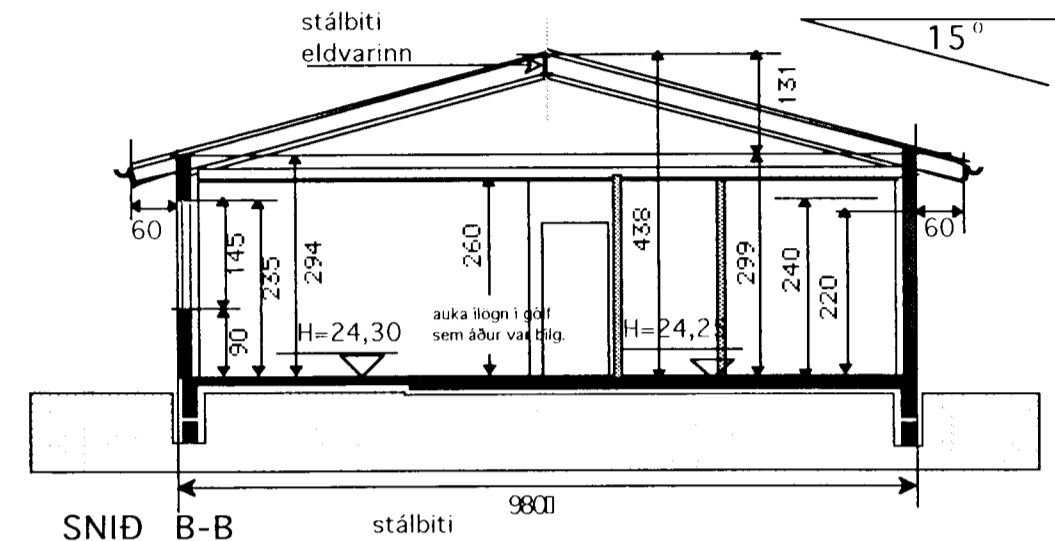 stálbiti
eldvarinn
15°
131
60
145
235
294
260
438
299
240
220
60
90
H=24,30
auka ílögn í gólf
sem áður var bílg.
H=24,25
980
SNIÐ B-B
stálbiti